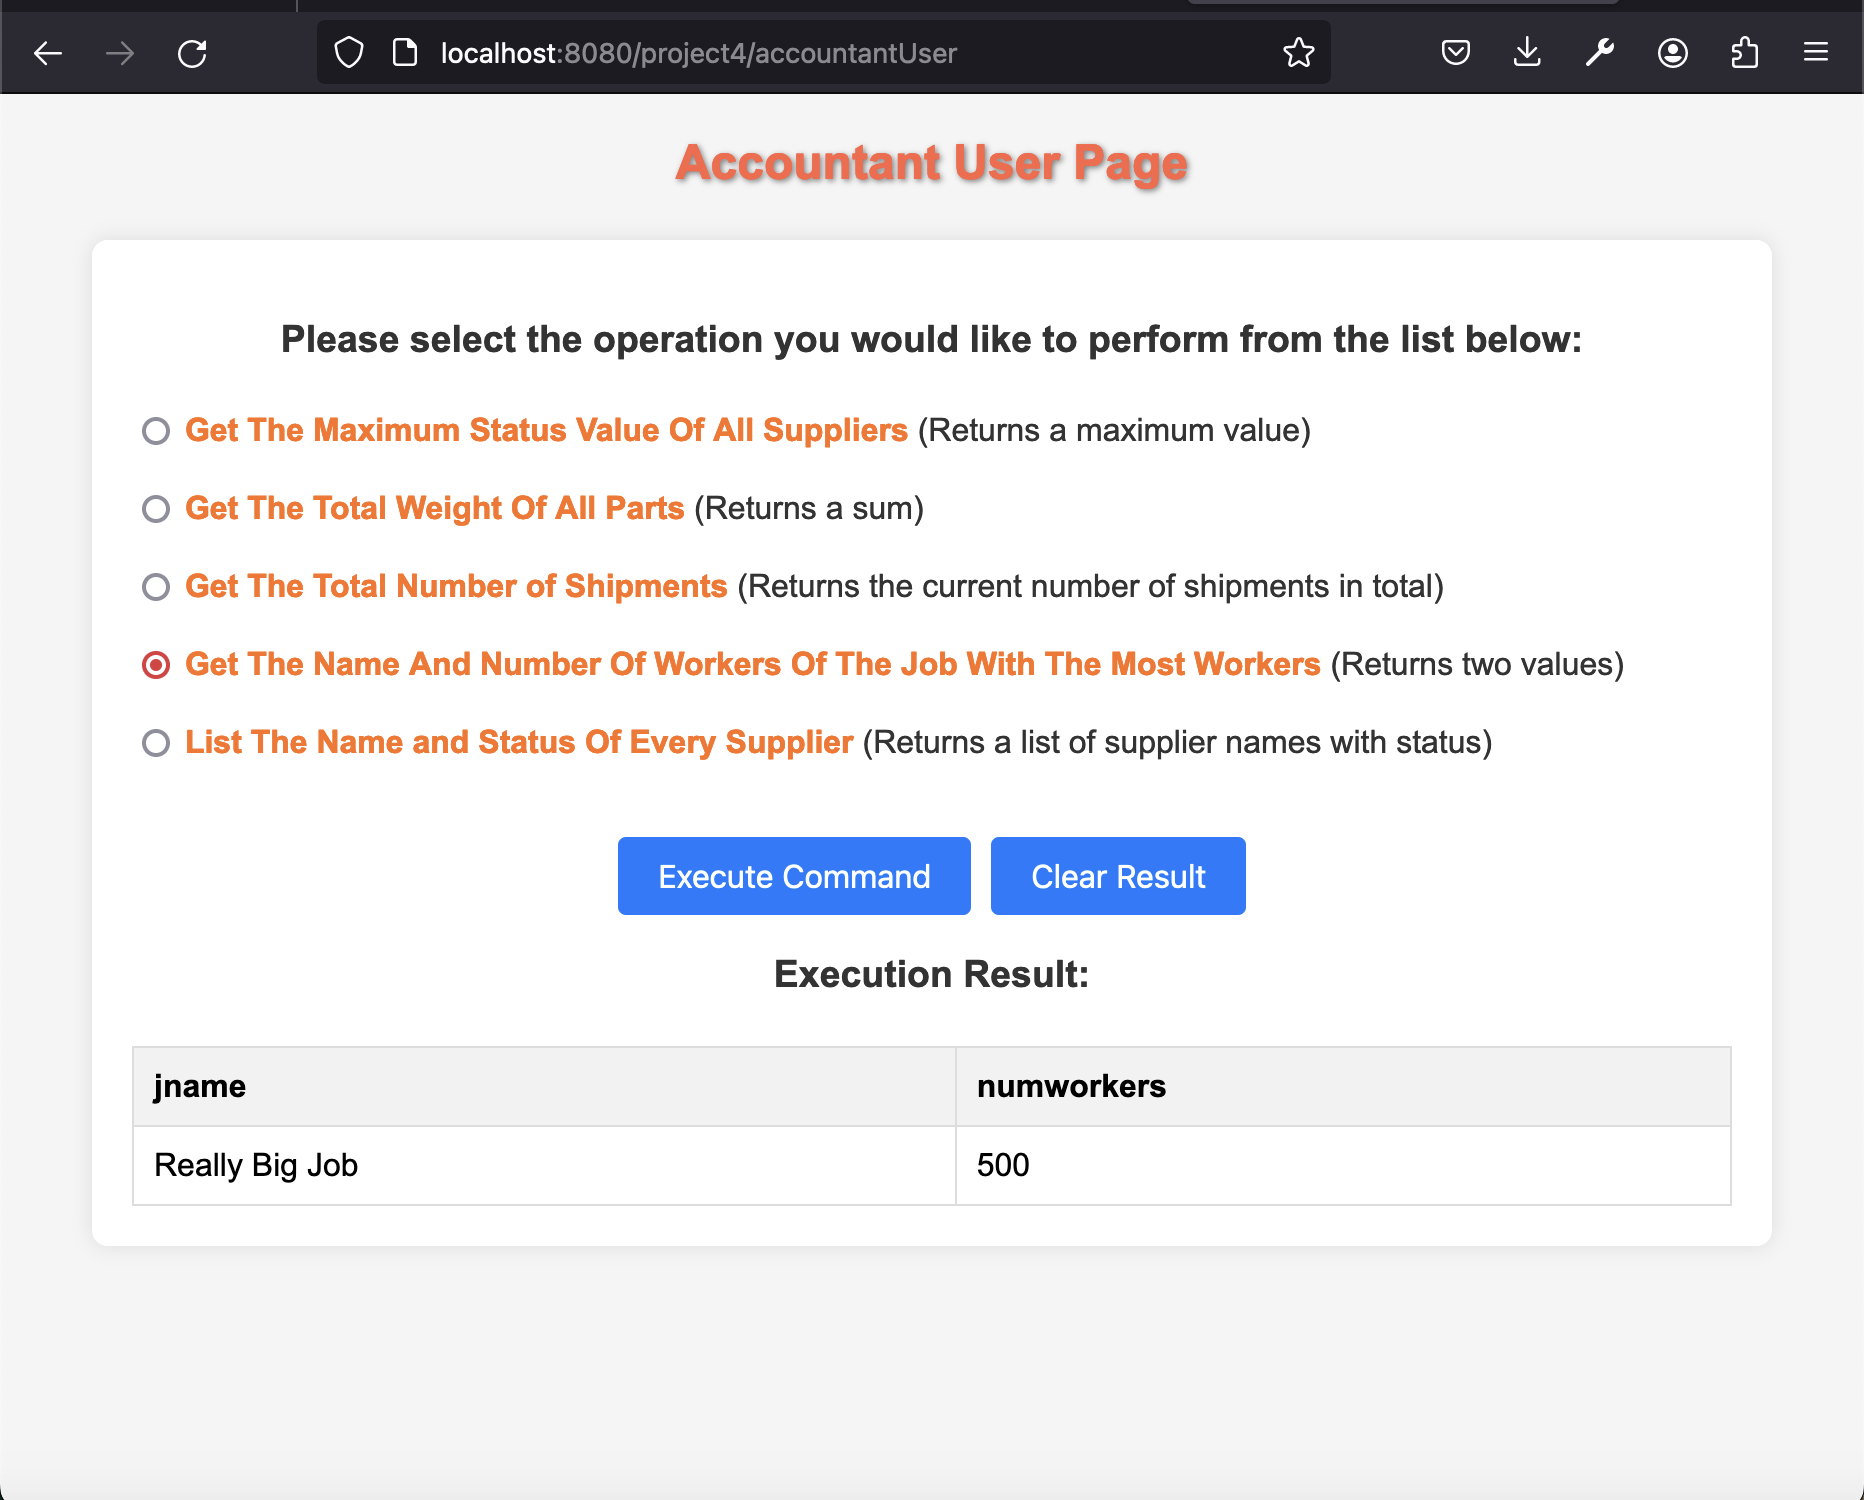 localhost:8080/project4/accountantUser
Accountant User Page
Please select the operation you would like to perform from the list below:
Get The Maximum Status Value Of All Suppliers (Returns a maximum value)
Get The Total Weight Of All Parts (Returns a sum)
Get The Total Number of Shipments (Returns the current number of shipments in total)
Get The Name And Number Of Workers Of The Job With The Most Workers (Returns two values)
List The Name and Status Of Every Supplier (Returns a list of supplier names with status)
Execute Command Clear Result
Execution Result:
jname numworkers
Really Big Job 500